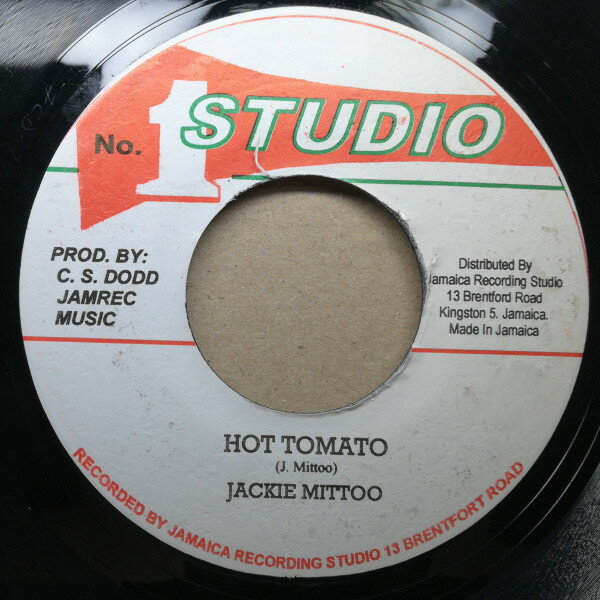 No. 1 STUDIO
PROD. BY:
C. S. DODD
JAMREC
MUSIC
Distributed By
Jamaica Recording Studio
13 Brentford Road
Kingston 5. Jamaica.
Made In Jamaica
HOT TOMATO
(J. Mittoo)
JACKIE MITTOO
RECORDED BY JAMAICA RECORDING STUDIO 13 BRENTFORT ROAD